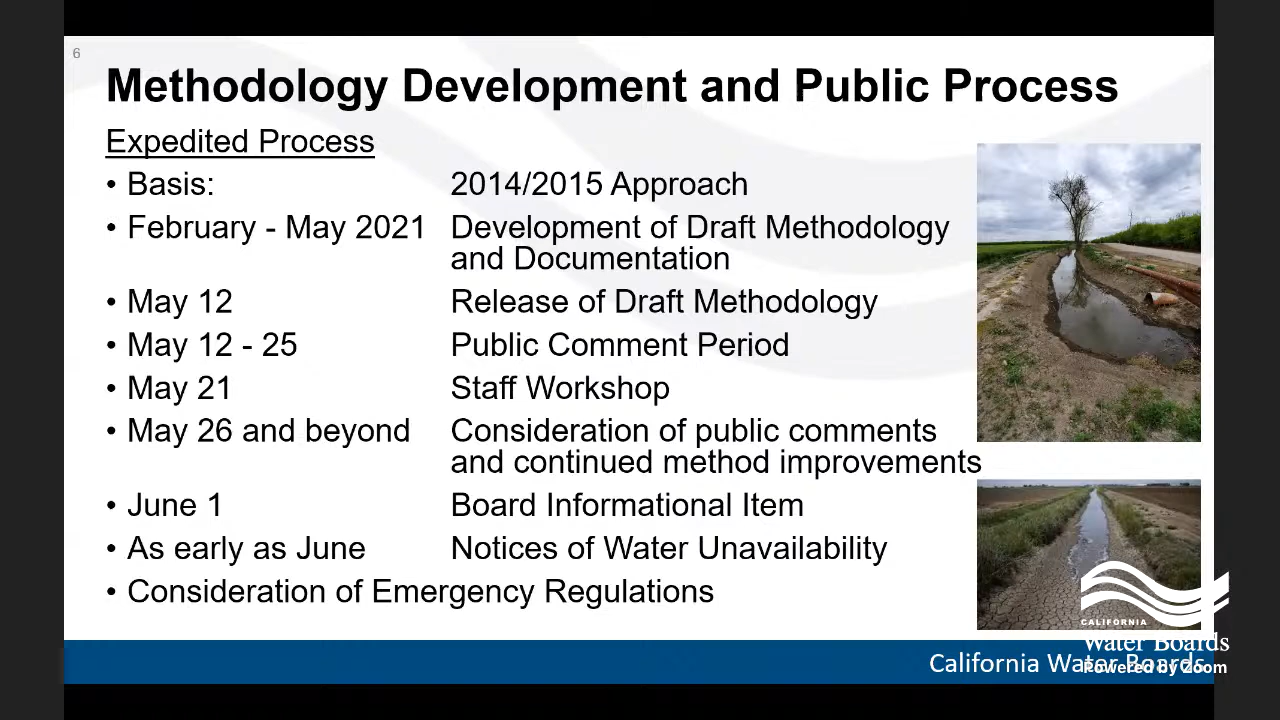 6
Methodology Development and Public Process
Expedited Process
• Basis: 2014/2015 Approach
• February - May 2021 Development of Draft Methodology
and Documentation
• May 12 Release of Draft Methodology
• May 12 - 25 Public Comment Period
• May 21 Staff Workshop
• May 26 and beyond Consideration of public comments
and continued method improvements
• June 1 Board Informational Item
• As early as June Notices of Water Unavailability
• Consideration of Emergency Regulations
CALIFORNIA
Water Boards
California Water Boards
Powered by Zoom